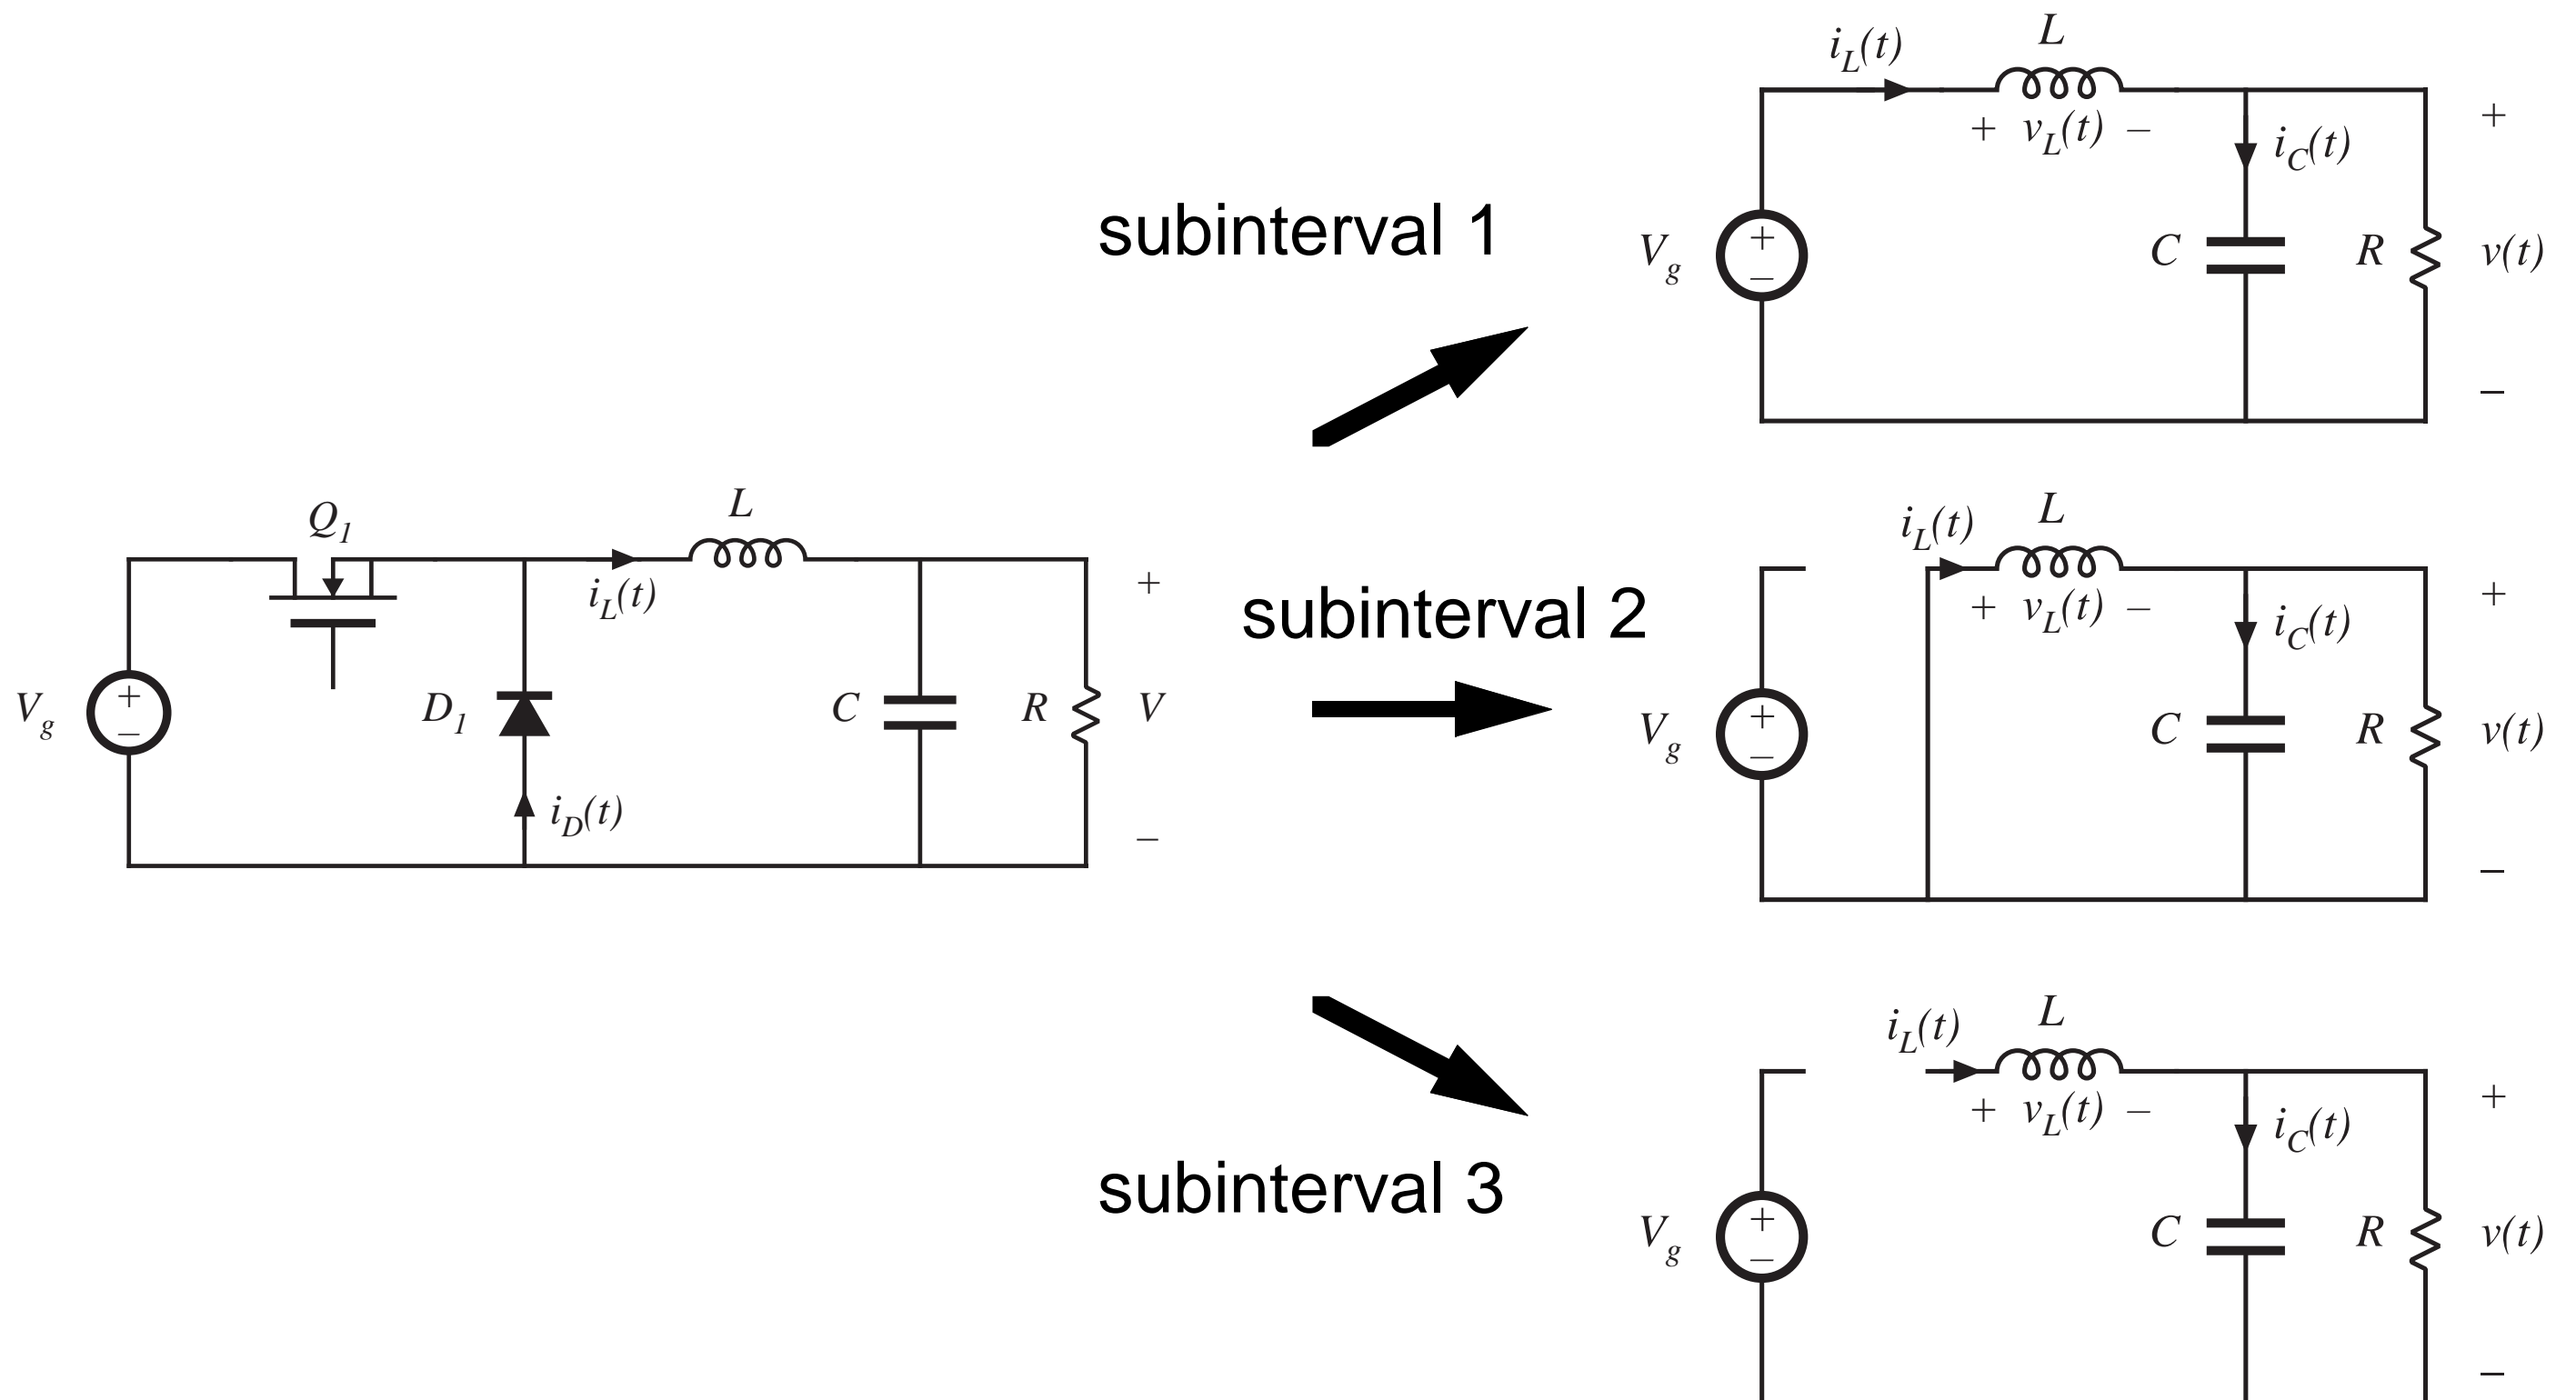 Q1
L
iL(t)
+
Vg
+
–
D1
C
R
V
iD(t)
–
subinterval 1
iL(t)
L
+ vL(t) –
iC(t)
+
Vg
+
–
C
R
v(t)
–
subinterval 2
iL(t)
L
+ vL(t) –
iC(t)
+
Vg
+
–
C
R
v(t)
–
subinterval 3
iL(t)
L
+ vL(t) –
iC(t)
+
Vg
+
–
C
R
v(t)
–